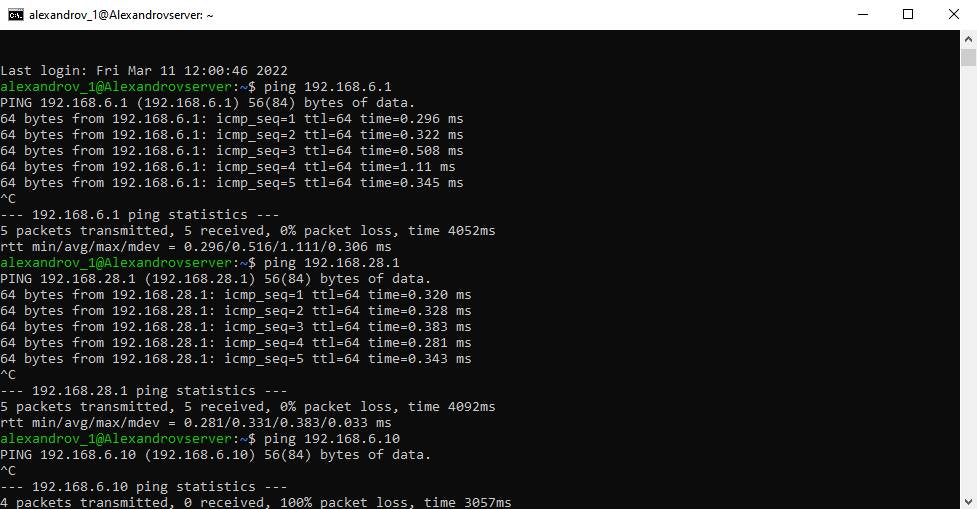 alexandrov_1@Alexandrovserver: ~
Last login: Fri Mar 11 12:00:46 2022
alexandrov_1@Alexandrovserver:~$ ping 192.168.6.1
PING 192.168.6.1 (192.168.6.1) 56(84) bytes of data.
64 bytes from 192.168.6.1: icmp_seq=1 ttl=64 time=0.296 ms
64 bytes from 192.168.6.1: icmp_seq=2 ttl=64 time=0.322 ms
64 bytes from 192.168.6.1: icmp_seq=3 ttl=64 time=0.508 ms
64 bytes from 192.168.6.1: icmp_seq=4 ttl=64 time=1.11 ms
64 bytes from 192.168.6.1: icmp_seq=5 ttl=64 time=0.345 ms
^C
--- 192.168.6.1 ping statistics ---
5 packets transmitted, 5 received, 0% packet loss, time 4052ms
rtt min/avg/max/mdev = 0.296/0.516/1.111/0.306 ms
alexandrov_1@Alexandrovserver:~$ ping 192.168.28.1
PING 192.168.28.1 (192.168.28.1) 56(84) bytes of data.
64 bytes from 192.168.28.1: icmp_seq=1 ttl=64 time=0.320 ms
64 bytes from 192.168.28.1: icmp_seq=2 ttl=64 time=0.328 ms
64 bytes from 192.168.28.1: icmp_seq=3 ttl=64 time=0.383 ms
64 bytes from 192.168.28.1: icmp_seq=4 ttl=64 time=0.281 ms
64 bytes from 192.168.28.1: icmp_seq=5 ttl=64 time=0.343 ms
^C
--- 192.168.28.1 ping statistics ---
5 packets transmitted, 5 received, 0% packet loss, time 4092ms
rtt min/avg/max/mdev = 0.281/0.331/0.383/0.033 ms
alexandrov_1@Alexandrovserver:~$ ping 192.168.6.10
PING 192.168.6.10 (192.168.6.10) 56(84) bytes of data.
^C
--- 192.168.6.10 ping statistics ---
4 packets transmitted, 0 received, 100% packet loss, time 3057ms